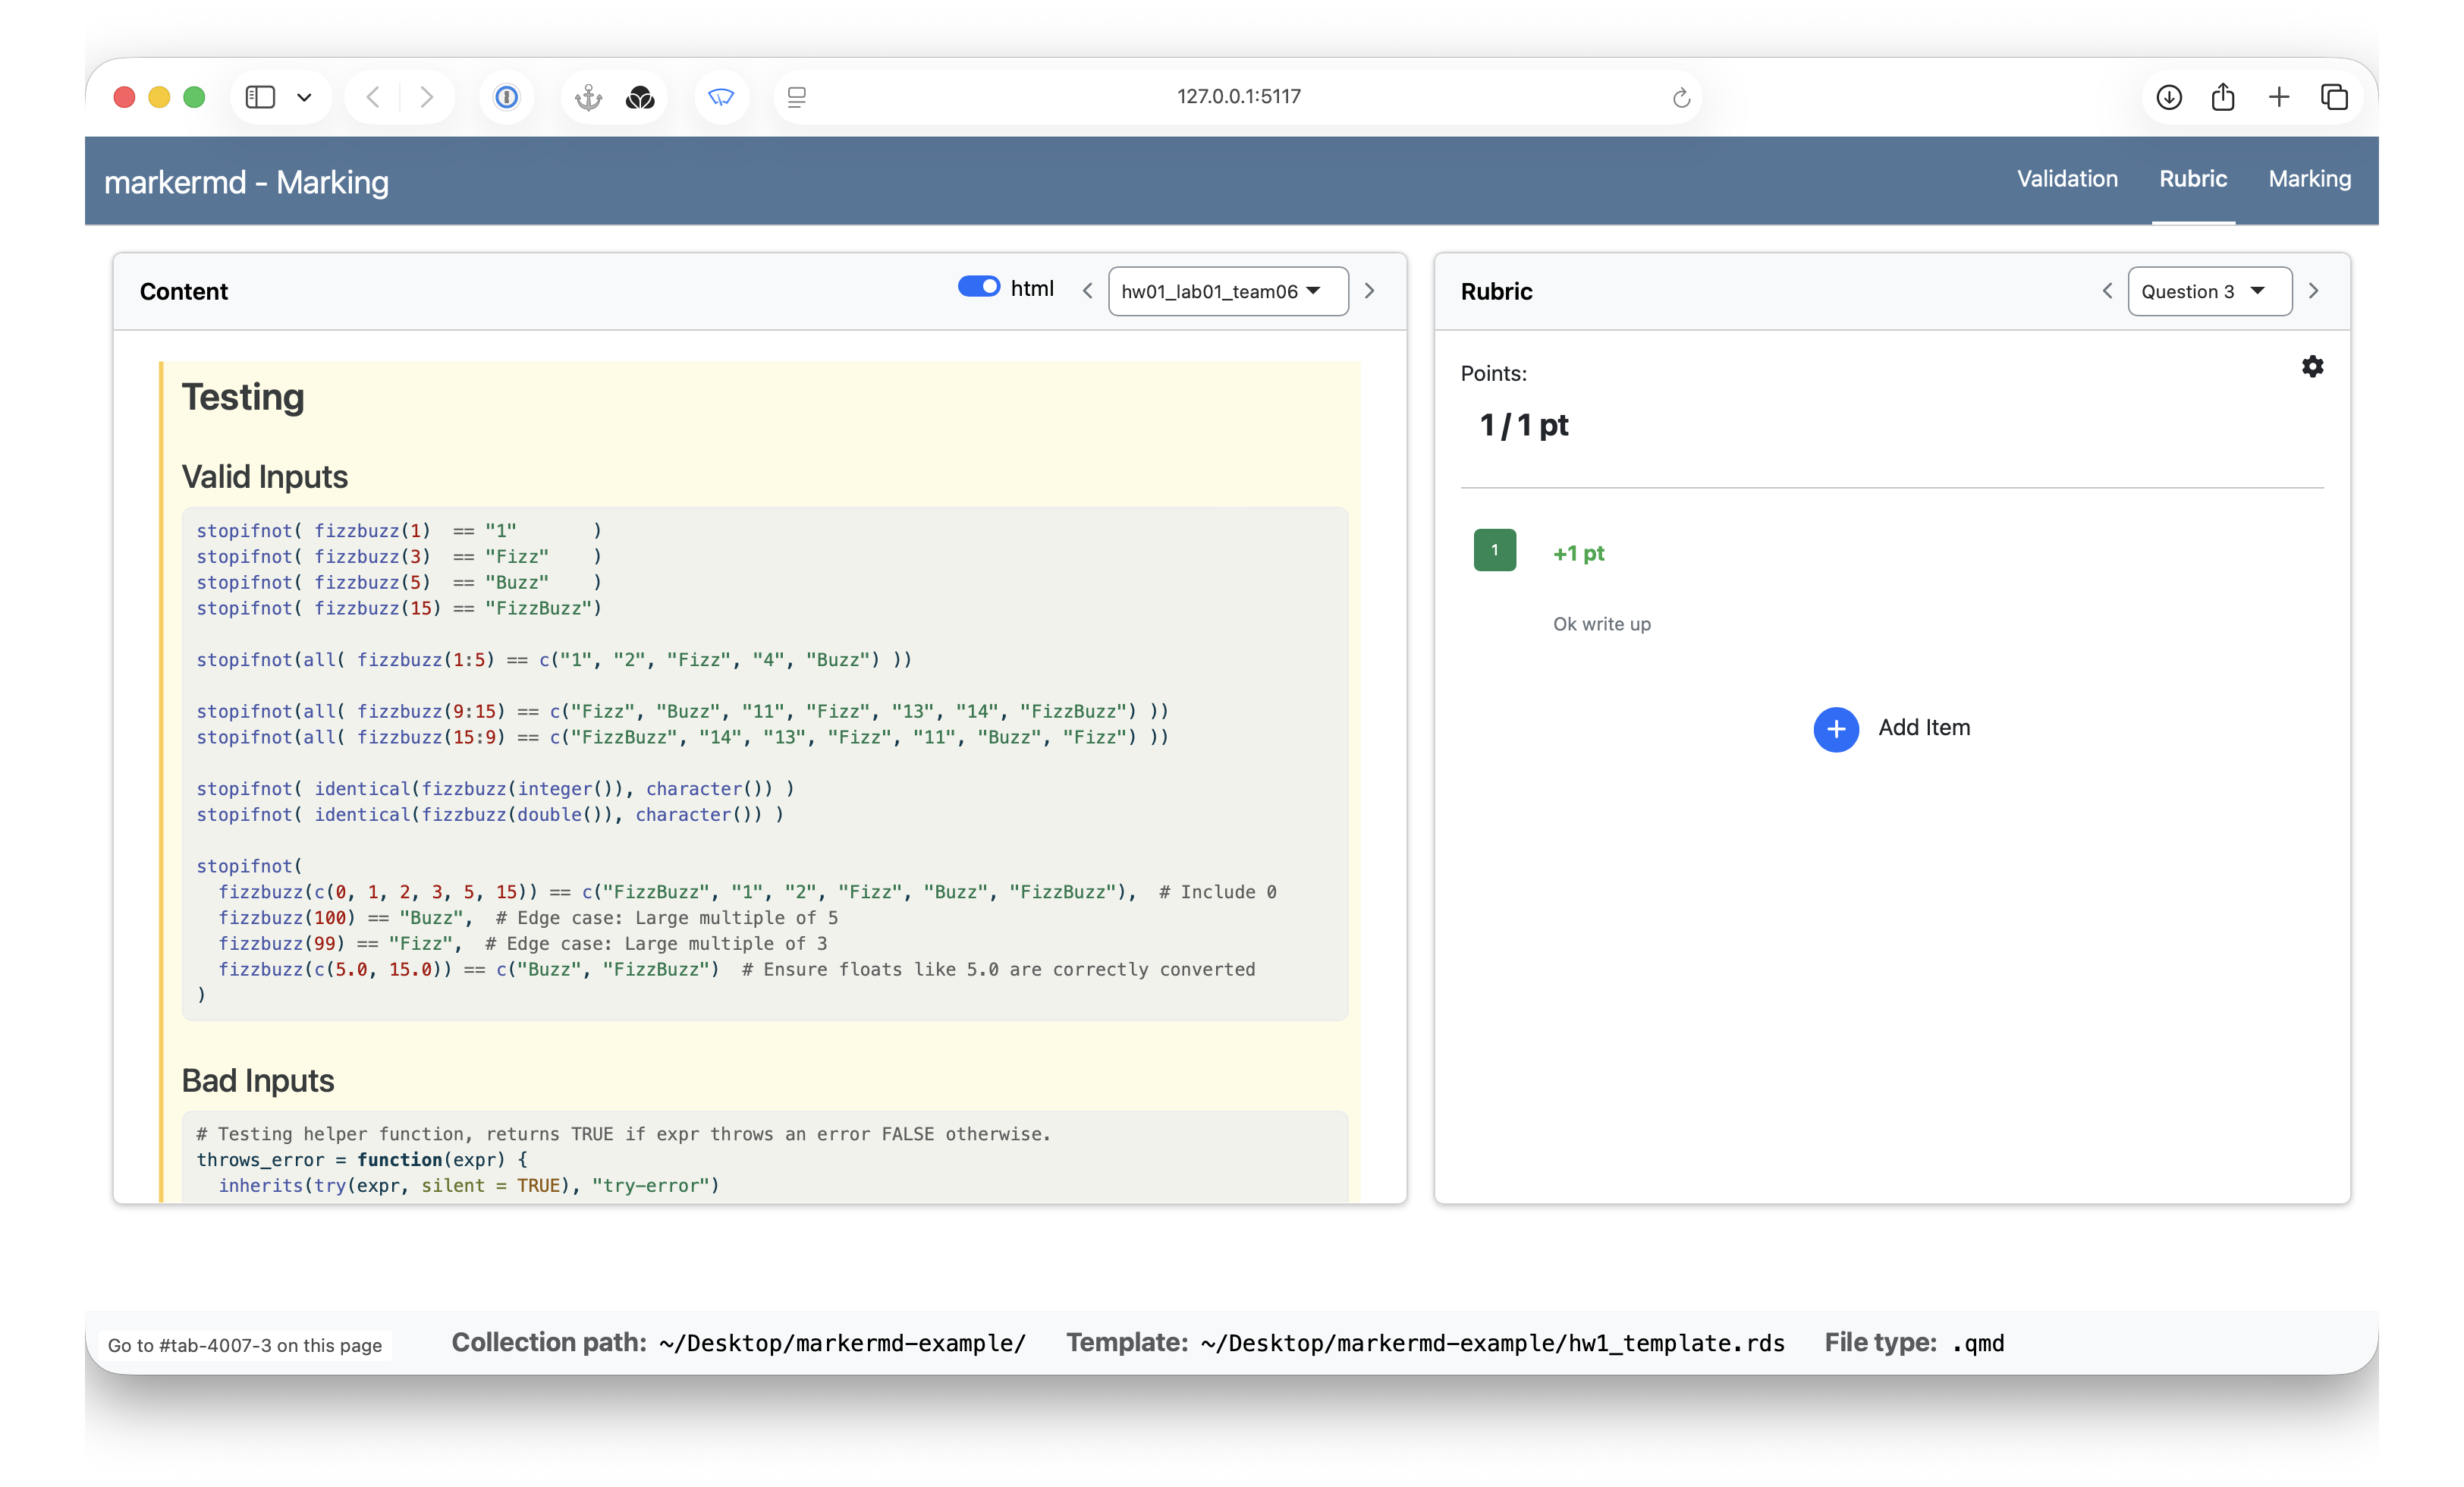 127.0.0.1:5117
markermd - Marking
Validation
Rubric
Marking
Content
html
hw01_lab01_team06
Testing
Valid Inputs
stopifnot( fizzbuzz(1)  == "1"       )
stopifnot( fizzbuzz(3)  == "Fizz"    )
stopifnot( fizzbuzz(5)  == "Buzz"    )
stopifnot( fizzbuzz(15) == "FizzBuzz")
stopifnot(all( fizzbuzz(1:5) == c("1", "2", "Fizz", "4", "Buzz") ))
stopifnot(all( fizzbuzz(9:15) == c("Fizz", "Buzz", "11", "Fizz", "13", "14", "FizzBuzz") ))
stopifnot(all( fizzbuzz(15:9) == c("FizzBuzz", "14", "13", "Fizz", "11", "Buzz", "Fizz") ))
stopifnot( identical(fizzbuzz(integer()), character()) )
stopifnot( identical(fizzbuzz(double()), character()) )
stopifnot(
  fizzbuzz(c(0, 1, 2, 3, 5, 15)) == c("FizzBuzz", "1", "2", "Fizz", "Buzz", "FizzBuzz"),  # Include 0
  fizzbuzz(100) == "Buzz",  # Edge case: Large multiple of 5
  fizzbuzz(99) == "Fizz",  # Edge case: Large multiple of 3
  fizzbuzz(c(5.0, 15.0)) == c("Buzz", "FizzBuzz")  # Ensure floats like 5.0 are correctly converted
)
Bad Inputs
# Testing helper function, returns TRUE if expr throws an error FALSE otherwise.
throws_error = function(expr) {
  inherits(try(expr, silent = TRUE), "try-error")
Rubric
Question 3
Points:
1 / 1 pt
1
+1 pt
Ok write up
Add Item
Go to #tab-4007-3 on this page
Collection path: ~/Desktop/markermd-example/
Template: ~/Desktop/markermd-example/hw1_template.rds
File type: .qmd